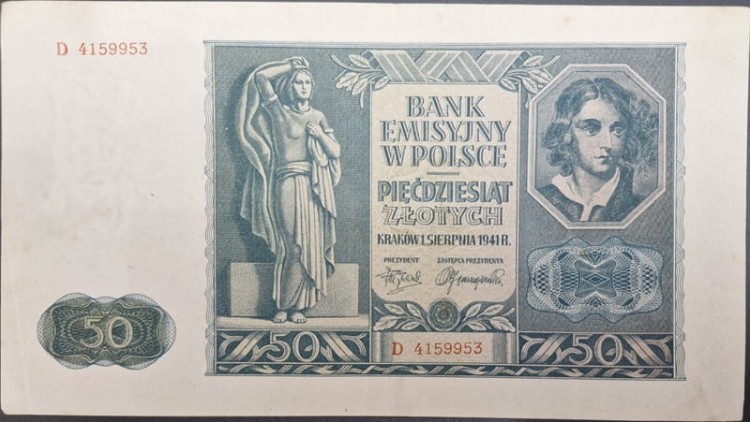 D 4159953
BANK
EMISYJNY
W POLSCE
PIĘĆDZIESIĄT
ZŁOTYCH
KRAKÓW 1. SIERPNIA 1941 R.
PREZYDENT ZASTĘPCA PREZYDENTA
50
50 D 4159953 50